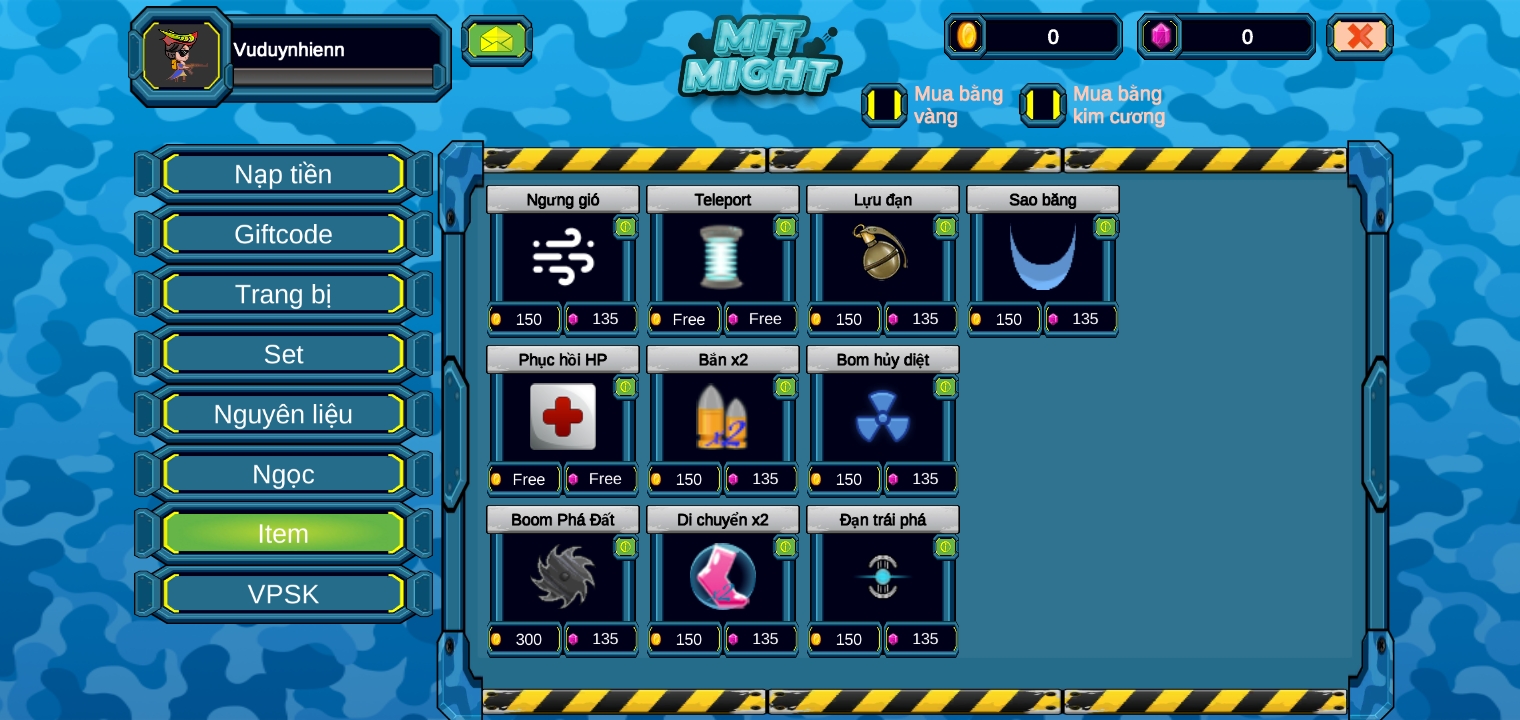 Vuduynhienn
MIT
MIGHT
0
0
Mua bằng
vàng
Mua bằng
kim cương
Nạp tiền
Giftcode
Trang bị
Set
Nguyên liệu
Ngọc
Item
VPSK
Ngưng gió
Teleport
Lựu đạn
Sao băng
150
135
Free
Free
150
135
150
135
Phục hồi HP
Bắn x2
Bom hủy diệt
x2
Free
Free
150
135
150
135
Boom Phá Đất
Di chuyển x2
Đạn trái phá
x2
300
135
150
135
150
135